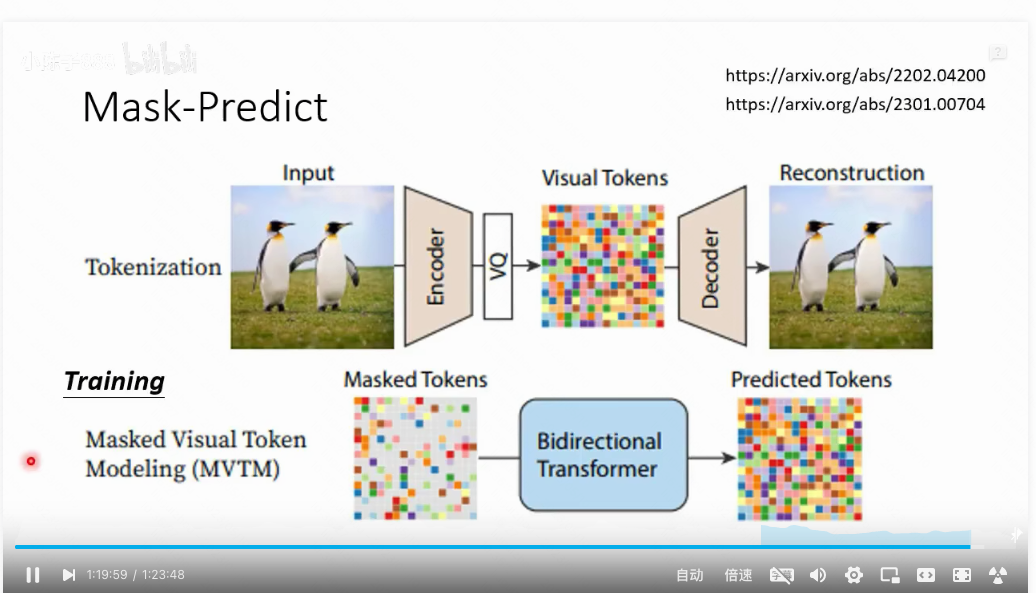 bilibili
https://arxiv.org/abs/2202.04200
https://arxiv.org/abs/2301.00704
Mask-Predict
Input
Visual Tokens
Reconstruction
Tokenization
Encoder
VQ
Decoder
Training
Masked Tokens
Predicted Tokens
Masked Visual Token
Modeling (MVTM)
Bidirectional
Transformer
1:19:59 / 1:23:48
自动
倍速